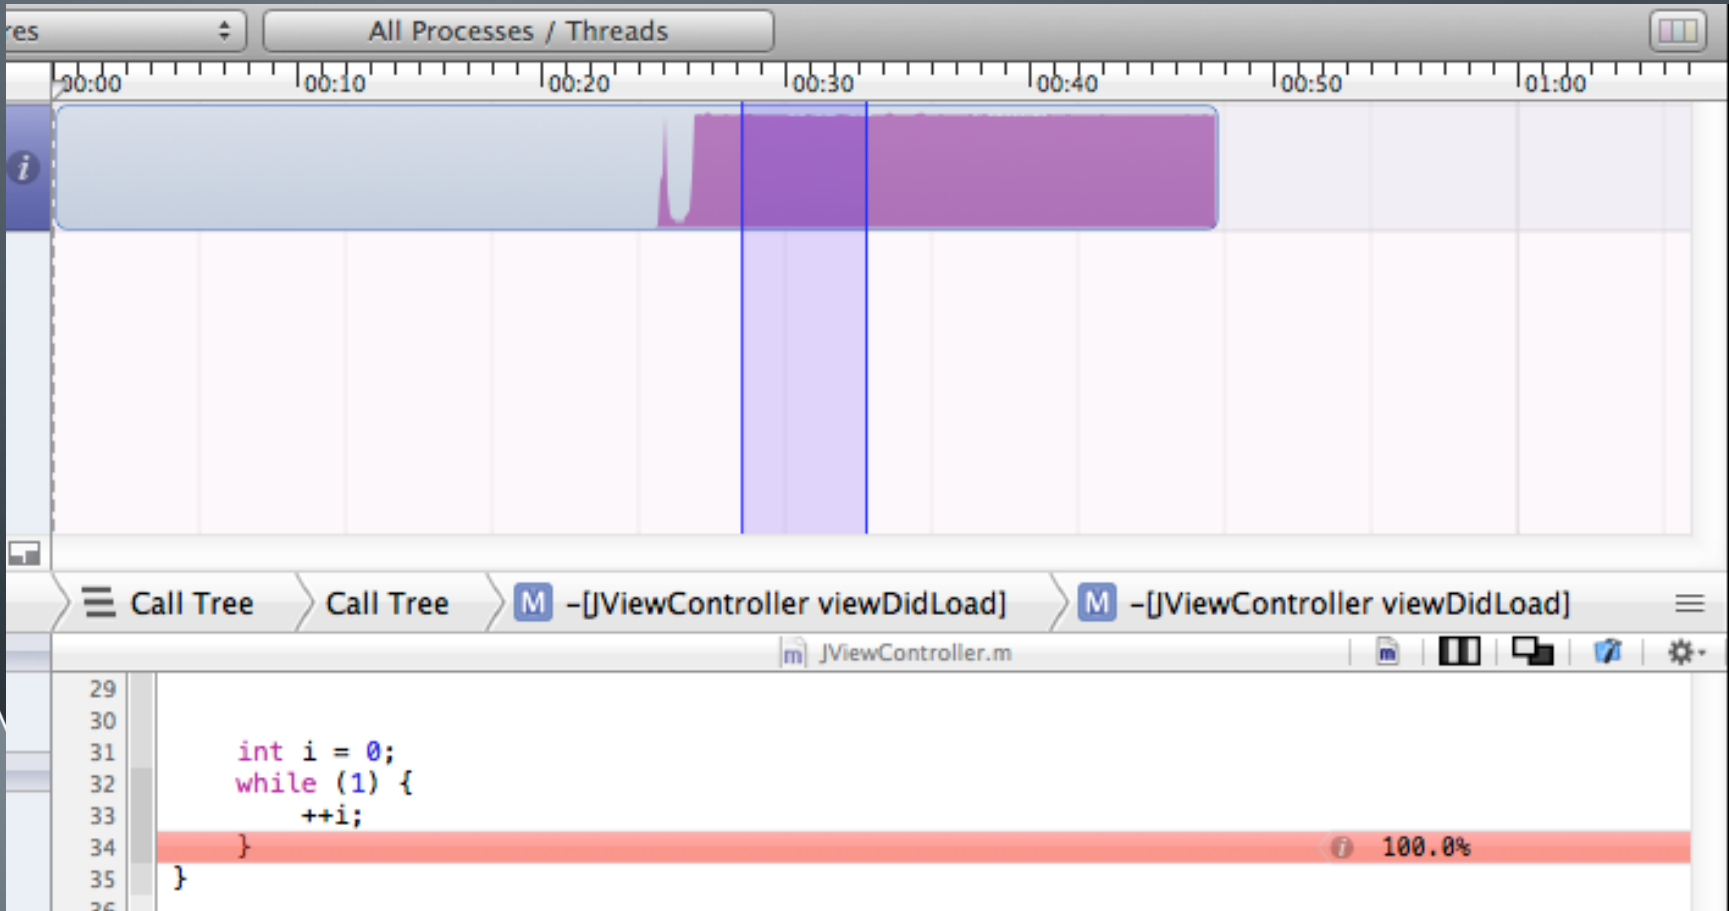 res All Processes / Threads
00:00 00:10 00:20 00:30 00:40 00:50 01:00
i
Call Tree Call Tree M -[JViewController viewDidLoad] M -[JViewController viewDidLoad]
m JViewController.m m
29
30
31 int i = 0;
32 while (1) {
33 ++i;
34 } i 100.0%
35 }
36